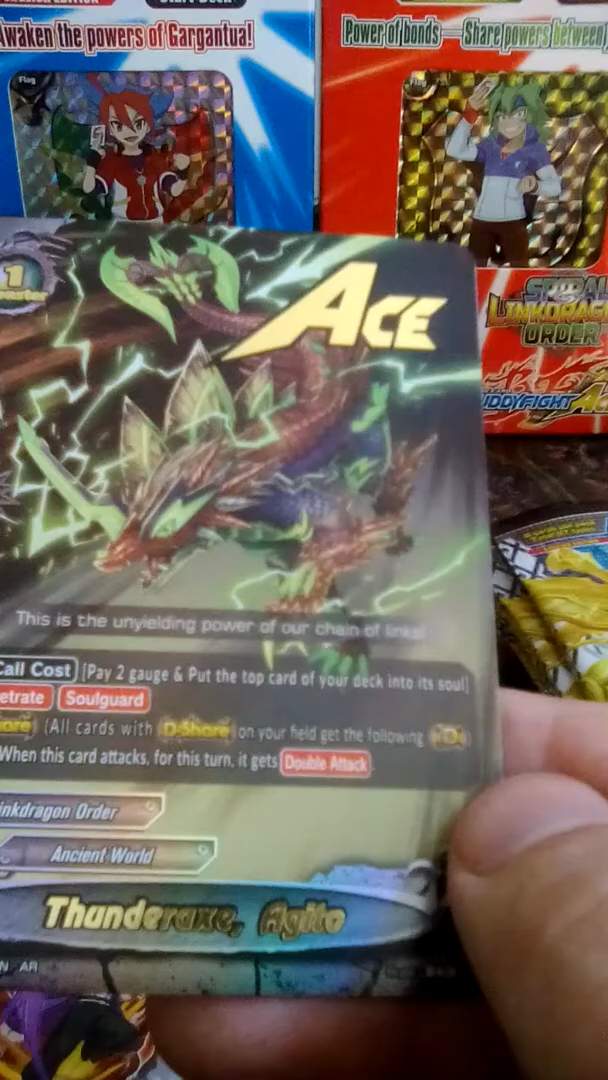 Start Deck
Awaken the powers of Gargantua!
Power of bonds — Share powers between
Flag
Flag
SPIRAL
LINKDRAGON
ORDER
BUDDYFIGHT
1
ACE
This is the unyielding power of our chain of links!
Call Cost [Pay 2 gauge & Put the top card of your deck into its soul]
etrate Soulguard
hare (All cards with D-Share on your field get the following "D")
When this card attacks, for this turn, it gets Double Attack.
inkdragon Order
Ancient World
Thunderaxe, Agito
AR